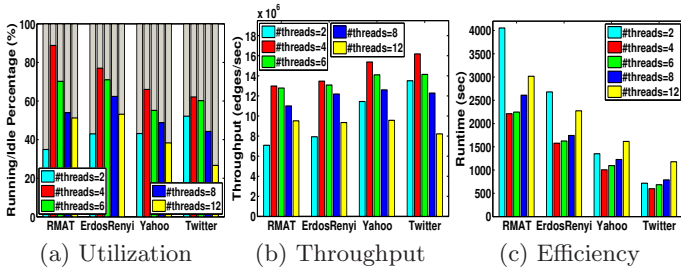 Running/Idle Percentage (%)
100
80
60
40
20
0
#threads=2
#threads=4
#threads=6
#threads=8
#threads=12
RMAT ErdosRenyi Yahoo Twitter
(a) Utilization
Throughput (edges/sec)
x 10^6
18
16
14
12
10
8
6
4
2
0
#threads=2
#threads=4
#threads=6
#threads=8
#threads=12
RMAT ErdosRenyi Yahoo Twitter
(b) Throughput
Runtime (sec)
4000
3500
3000
2500
2000
1500
1000
500
0
#threads=2
#threads=4
#threads=6
#threads=8
#threads=12
RMAT ErdosRenyi Yahoo Twitter
(c) Efficiency